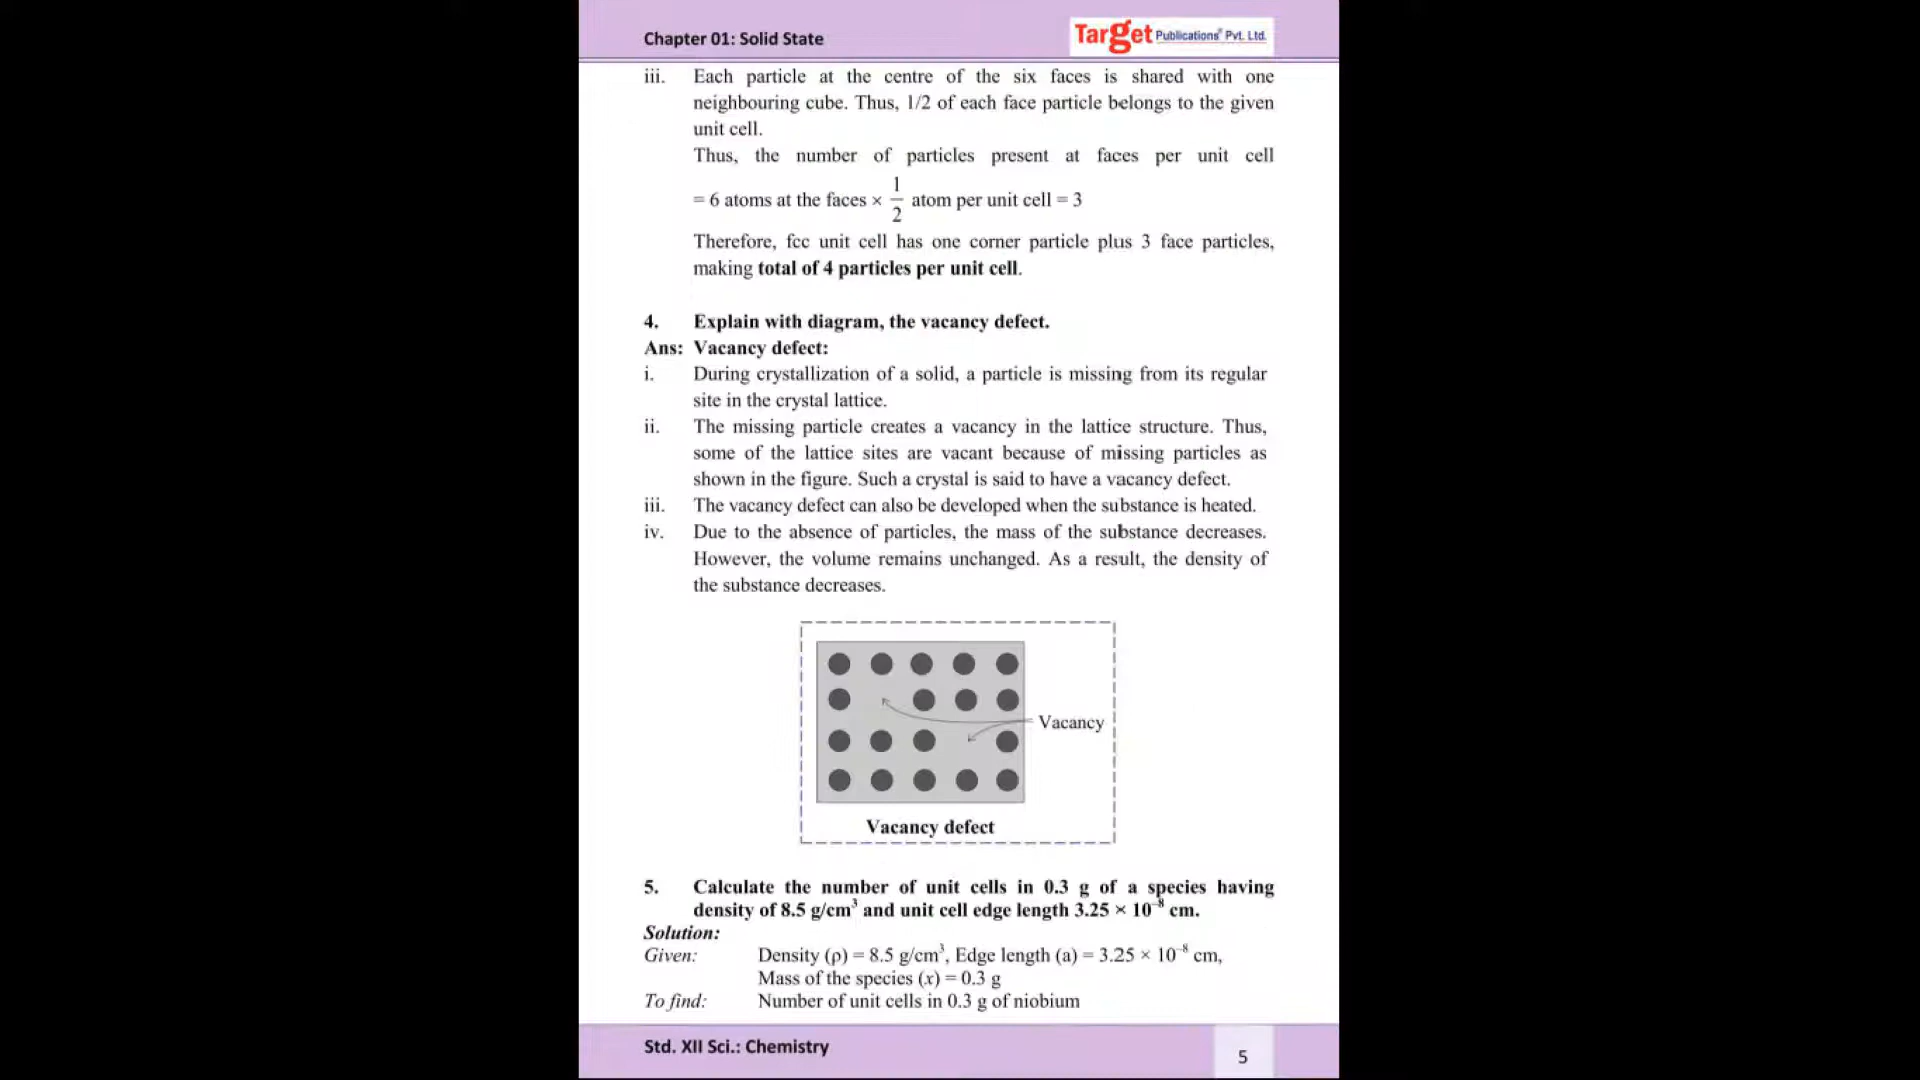 Chapter 01: Solid State
Target Publications® Pvt. Ltd.
iii. Each particle at the centre of the six faces is shared with one
neighbouring cube. Thus, 1/2 of each face particle belongs to the given
unit cell.
Thus, the number of particles present at faces per unit cell
= 6 atoms at the faces × 1/2 atom per unit cell = 3
Therefore, fcc unit cell has one corner particle plus 3 face particles,
making total of 4 particles per unit cell.
4. Explain with diagram, the vacancy defect.
Ans: Vacancy defect:
i. During crystallization of a solid, a particle is missing from its regular
site in the crystal lattice.
ii. The missing particle creates a vacancy in the lattice structure. Thus,
some of the lattice sites are vacant because of missing particles as
shown in the figure. Such a crystal is said to have a vacancy defect.
iii. The vacancy defect can also be developed when the substance is heated.
iv. Due to the absence of particles, the mass of the substance decreases.
However, the volume remains unchanged. As a result, the density of
the substance decreases.
Vacancy
Vacancy defect
5. Calculate the number of unit cells in 0.3 g of a species having
density of 8.5 g/cm³ and unit cell edge length 3.25 × 10⁻⁸ cm.
Solution:
Given: Density (ρ) = 8.5 g/cm³, Edge length (a) = 3.25 × 10⁻⁸ cm,
Mass of the species (x) = 0.3 g
To find: Number of unit cells in 0.3 g of niobium
Std. XII Sci.: Chemistry
5